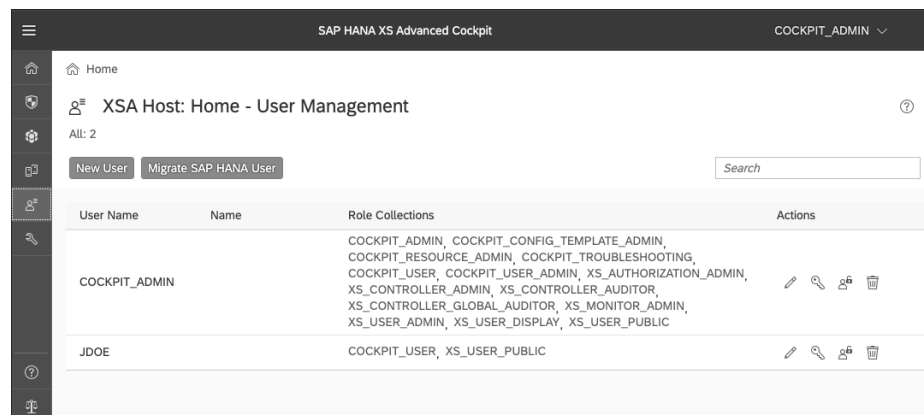 SAP HANA XS Advanced Cockpit
COCKPIT_ADMIN
Home
XSA Host: Home - User Management
All: 2
New User
Migrate SAP HANA User
Search
User Name
Name
Role Collections
Actions
COCKPIT_ADMIN
COCKPIT_ADMIN, COCKPIT_CONFIG_TEMPLATE_ADMIN,
COCKPIT_RESOURCE_ADMIN, COCKPIT_TROUBLESHOOTING,
COCKPIT_USER, COCKPIT_USER_ADMIN, XS_AUTHORIZATION_ADMIN,
XS_CONTROLLER_ADMIN, XS_CONTROLLER_AUDITOR,
XS_CONTROLLER_GLOBAL_AUDITOR, XS_MONITOR_ADMIN,
XS_USER_ADMIN, XS_USER_DISPLAY, XS_USER_PUBLIC
JDOE
COCKPIT_USER, XS_USER_PUBLIC